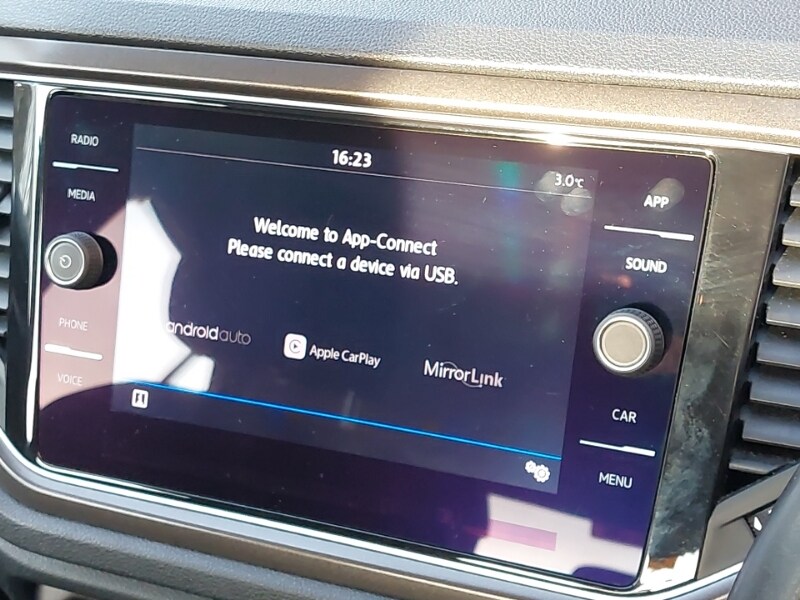 RADIO
MEDIA
PHONE
VOICE
16:23
3.0°C
Welcome to App-Connect
Please connect a device via USB.
androidauto
Apple CarPlay
MirrorLink
APP
SOUND
CAR
MENU